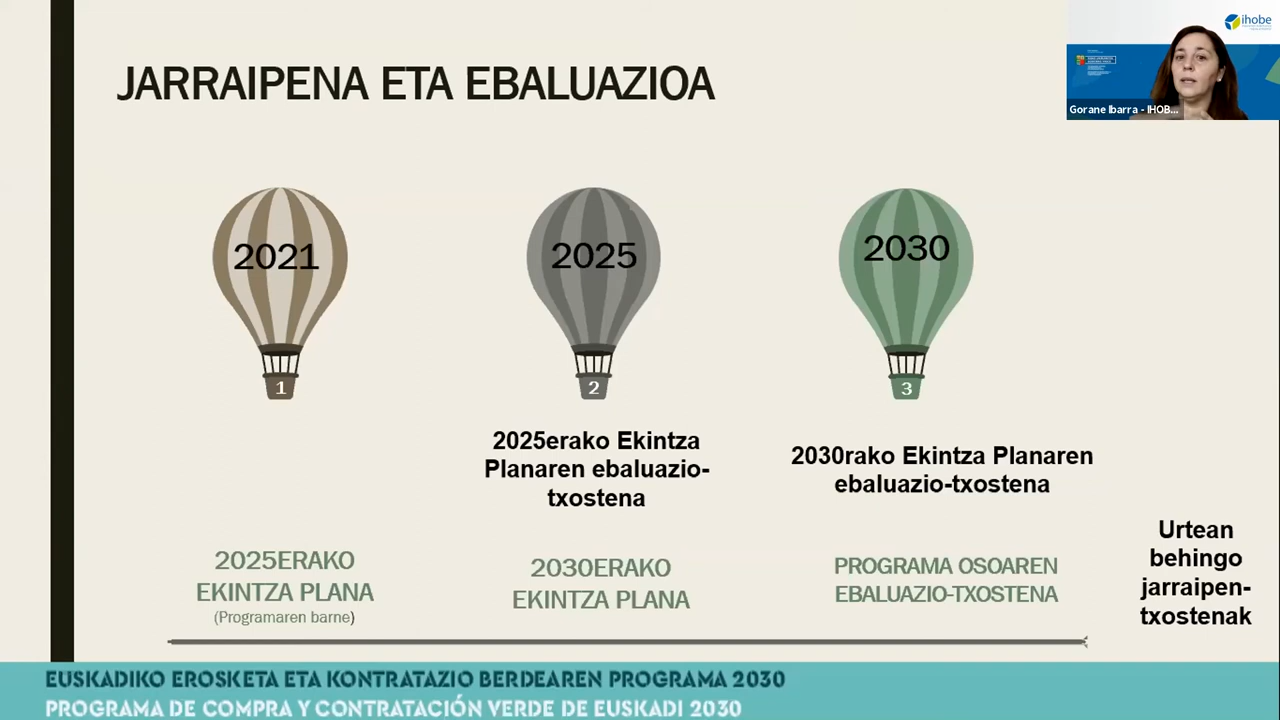 ihobe
JARRAIPENA ETA EBALUAZIOA
Gorane Ibarra - IHOB...
2021
2025
2030
1
2
3
2025erako Ekintza
Planaren ebaluazio-
txostena
2030rako Ekintza Planaren
ebaluazio-txostena
2025ERAKO
EKINTZA PLANA
(Programaren barne)
2030ERAKO
EKINTZA PLANA
PROGRAMA OSOAREN
EBALUAZIO-TXOSTENA
Urtean
behingo
jarraipen-
txostenak
EUSKADIKO EROSKETA ETA KONTRATAZIO BERDEAREN PROGRAMA 2030
PROGRAMA DE COMPRA Y CONTRATACIÓN VERDE DE EUSKADI 2030